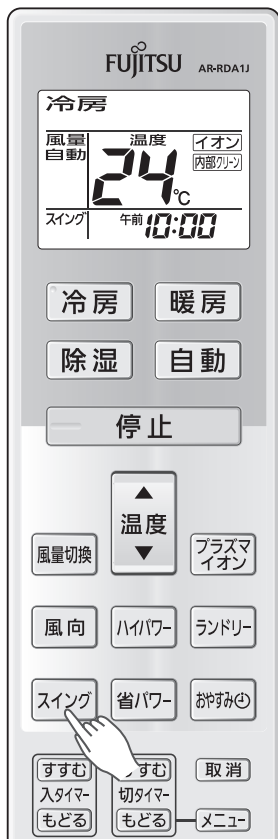 FUJITSU AR-RDA1J
冷房
風量 温度 イオン
自動 24℃ 内部クリーン
スイング 午前 10:00
冷房 暖房
除湿 自動
停止
▲
温度
▼
風量切換 プラズマ
イオン
風向 ハイパワー ランドリー
スイング 省パワー おやすみ
すすむ すすむ 取消
入タイマー 切タイマー
もどる もどる メニュー